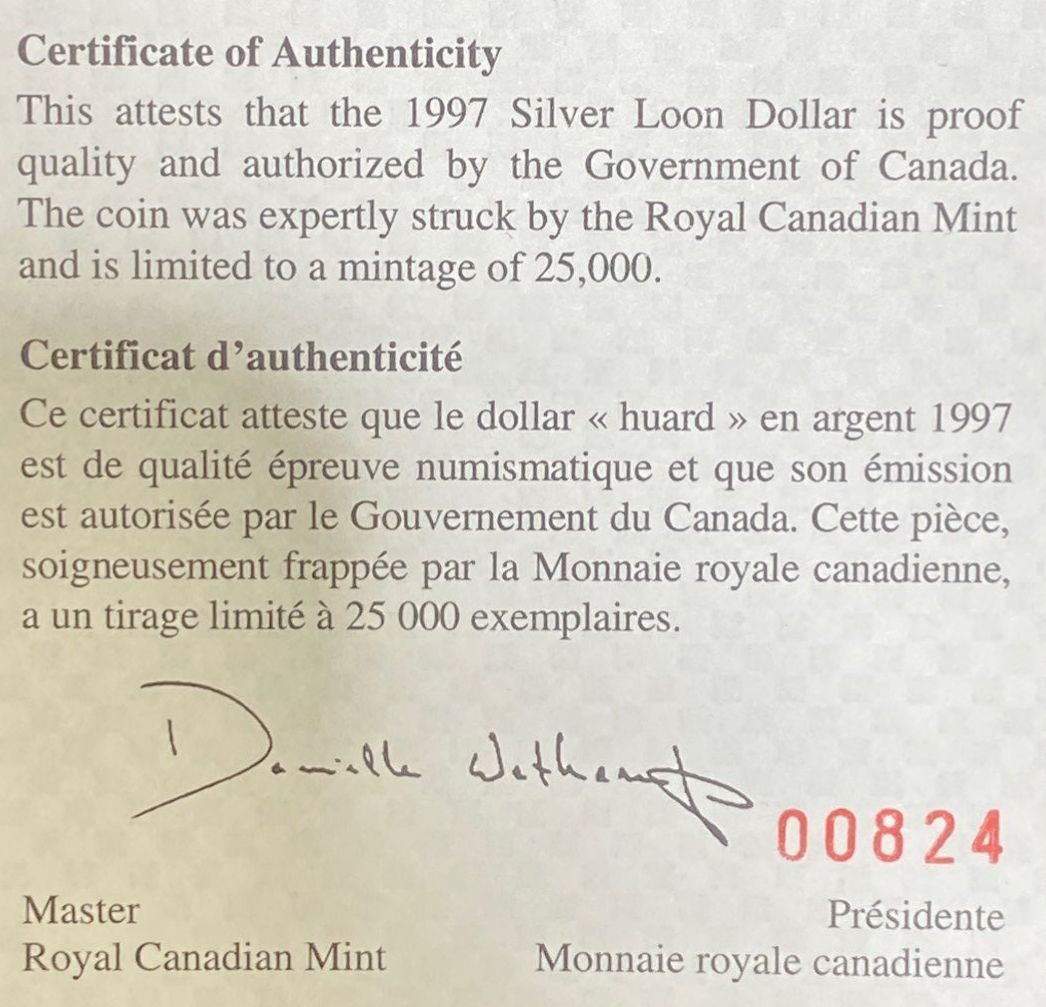 Certificate of Authenticity
This attests that the 1997 Silver Loon Dollar is proof
quality and authorized by the Government of Canada.
The coin was expertly struck by the Royal Canadian Mint
and is limited to a mintage of 25,000.
Certificat d’authenticité
Ce certificat atteste que le dollar « huard » en argent 1997
est de qualité épreuve numismatique et que son émission
est autorisée par le Gouvernement du Canada. Cette pièce,
soigneusement frappée par la Monnaie royale canadienne,
a un tirage limité à 25 000 exemplaires.
Danielle
00824
Master
Présidente
Royal Canadian Mint
Monnaie royale canadienne